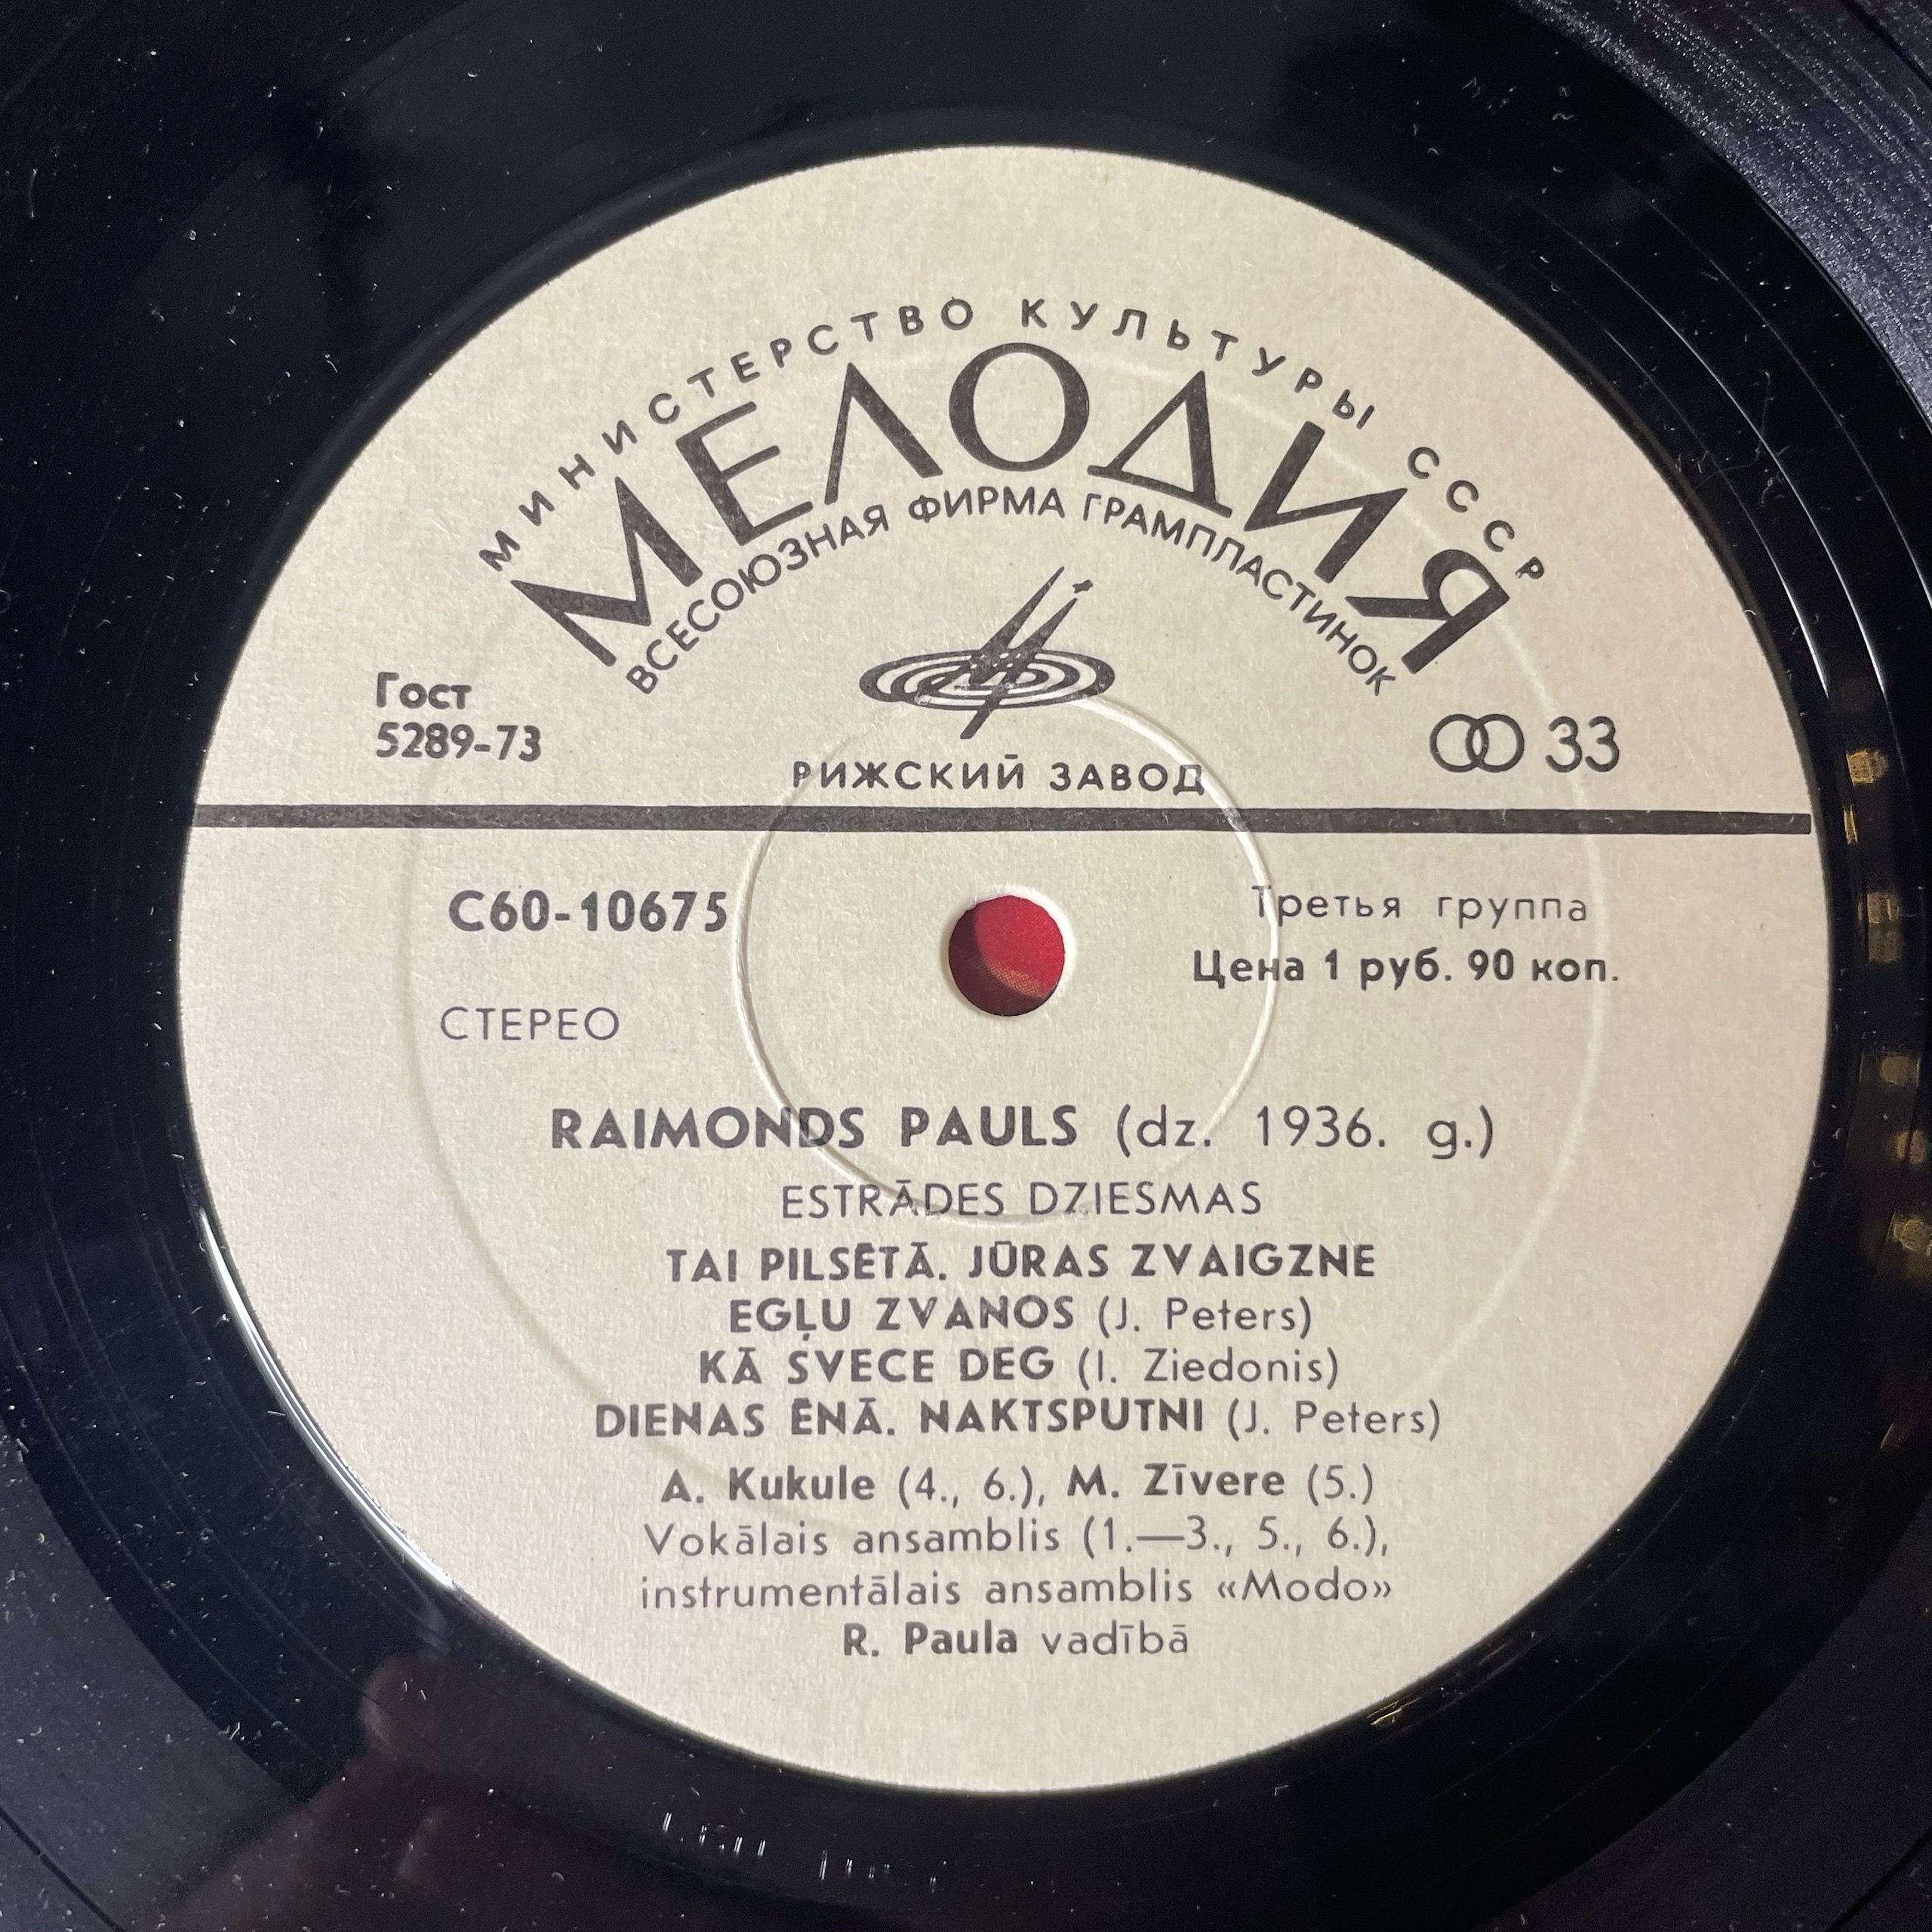 МИНИСТЕРСТВО КУЛЬТУРЫ СССР
МЕЛОДИЯ
ВСЕСОЮЗНАЯ ФИРМА ГРАМПЛАСТИНОК
Гост
5289-73
33
РИЖСКИЙ ЗАВОД
С60-10675
Третья группа
Цена 1 руб. 90 коп.
СТЕРЕО
RAIMONDS PAULS (dz. 1936. g.)
ESTRĀDES DZIESMAS
TAI PILSĒTĀ. JŪRAS ZVAIGZNE
EGĻU ZVANOS (J. Peters)
KĀ SVECE DEG (I. Ziedonis)
DIENAS ĒNĀ. NAKTSPUTNI (J. Peters)
A. Kukule (4., 6.), M. Zīvere (5.)
Vokālais ansamblis (1.—3., 5., 6.),
instrumentālais ansamblis «Modo»
R. Paula vadībā